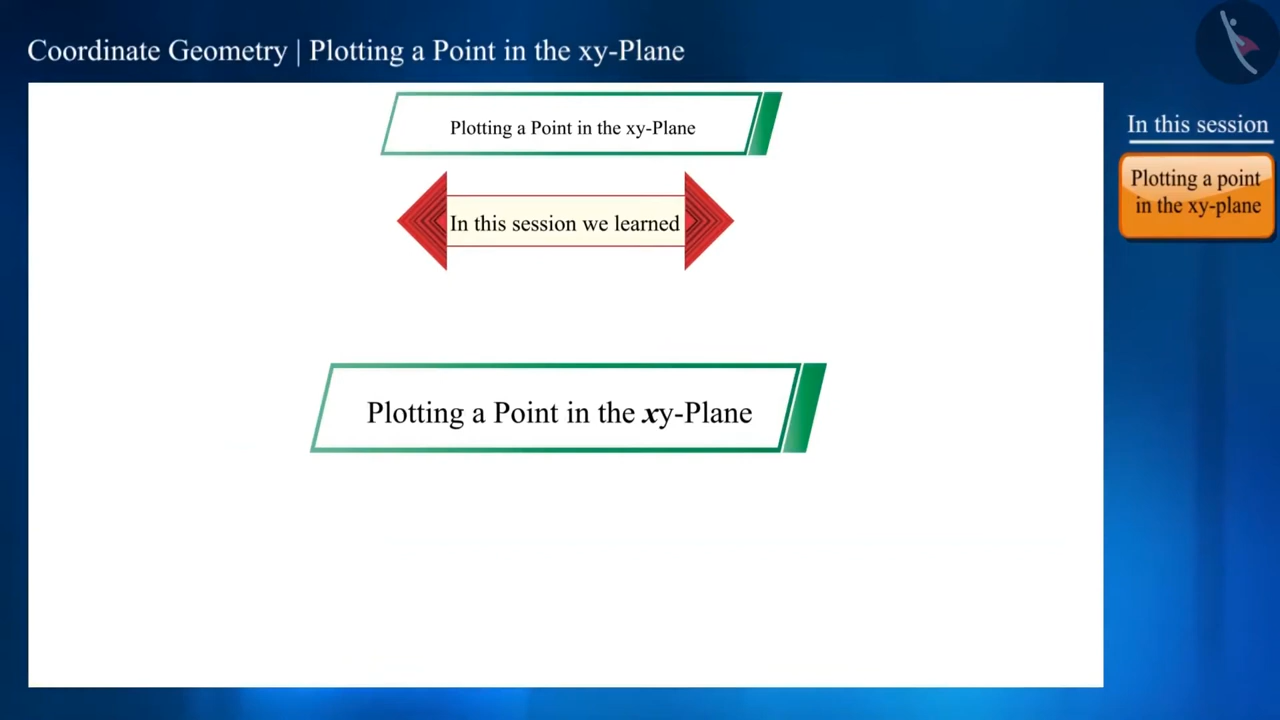 Coordinate Geometry | Plotting a Point in the xy-Plane
In this session
Plotting a point
in the xy-plane
Plotting a Point in the xy-Plane
In this session we learned
Plotting a Point in the xy-Plane